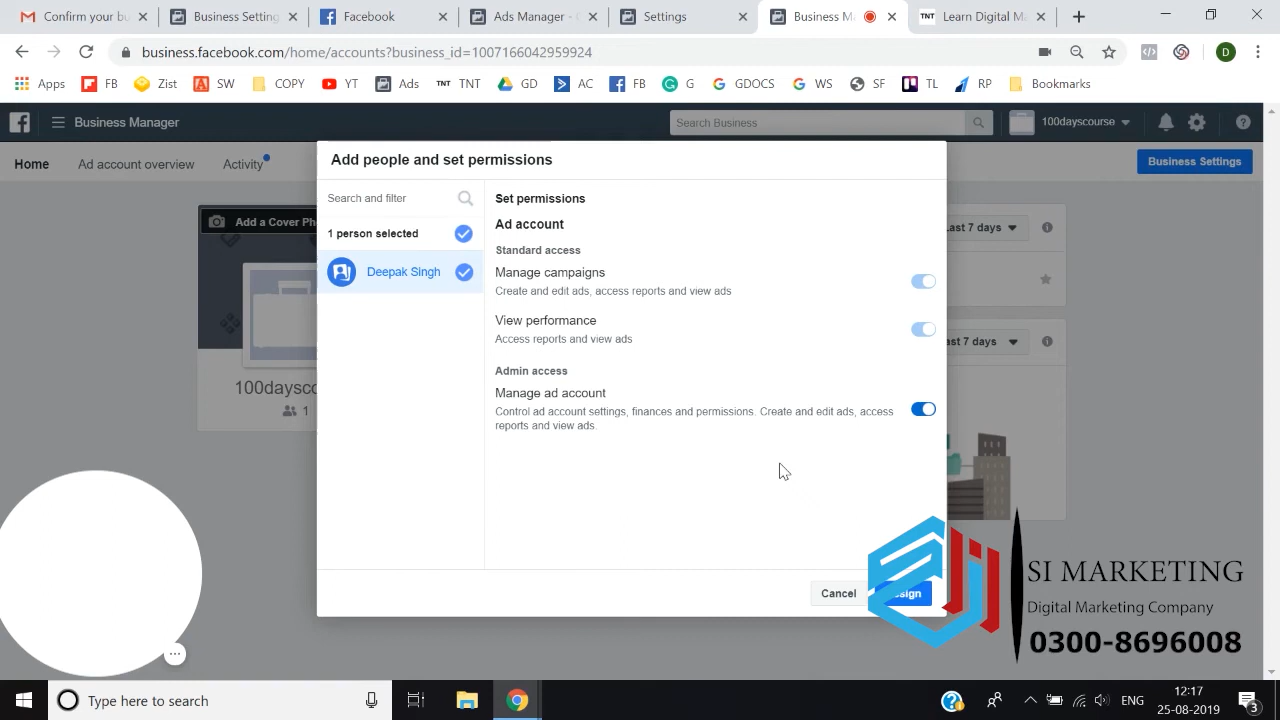 Confirm your bu
Business Setting
Facebook
Ads Manager - C
Settings
Business M
TNT
Learn Digital Ma
business.facebook.com/home/accounts?business_id=1007166042959924
D
Apps
FB
Zist
SW
COPY
YT
Ads
TNT
TNT
GD
AC
FB
G
GDOCS
WS
SF
TL
RP
Bookmarks
Business Manager
Search Business
100dayscourse
Home
Ad account overview
Activity
Business Settings
Add people and set permissions
Search and filter
1 person selected
Deepak Singh
Set permissions
Ad account
Standard access
Manage campaigns
Create and edit ads, access reports and view ads
View performance
Access reports and view ads
Admin access
Manage ad account
Control ad account settings, finances and permissions. Create and edit ads, access
reports and view ads.
Cancel
Add a Cover Ph
100dayscou
1
ast 7 days
ast 7 days
SI MARKETING
Digital Marketing Company
0300-8696008
Type here to search
ENG
12:17
25-08-2019
3